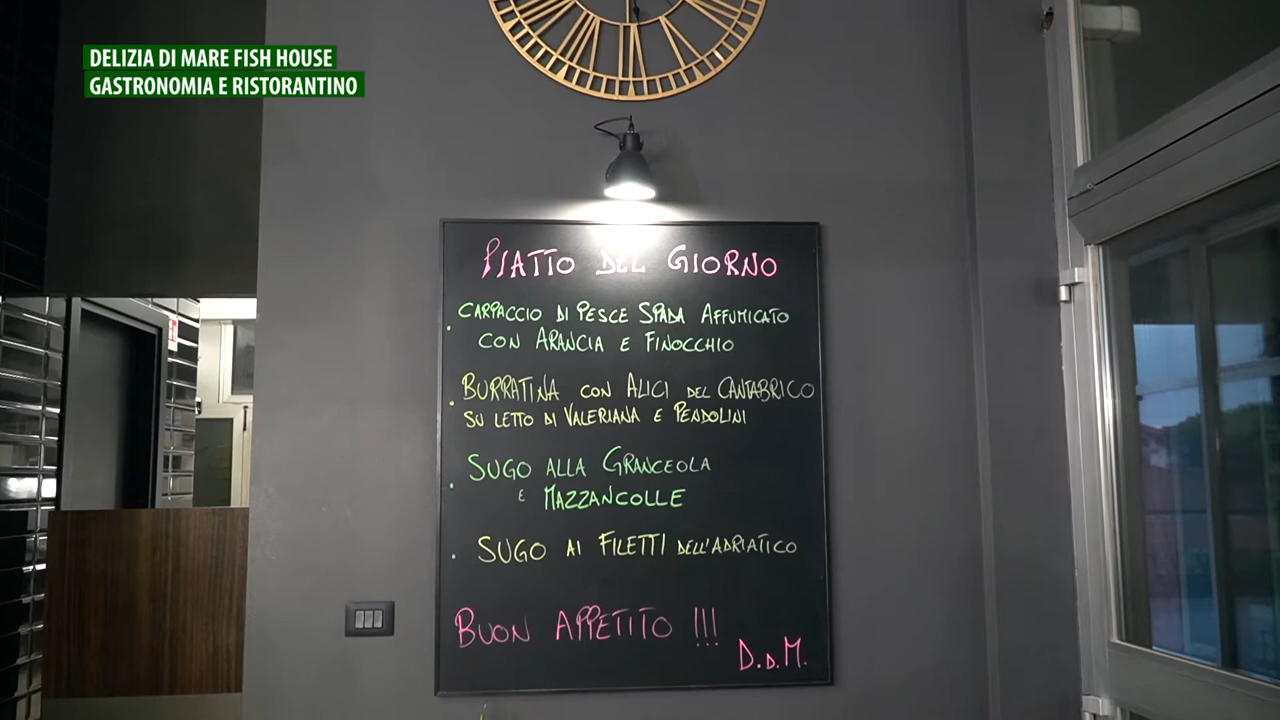 DELIZIA DI MARE FISH HOUSE
GASTRONOMIA E RISTORANTINO
PIATTO DEL GIORNO
. CARPACCIO DI PESCE SPADA AFFUMICATO
CON ARANCIA E FINOCCHIO
. BURRATINA CON ALICI DEL CANTABRICO
SU LETTO DI VALERIANA E PENDOLINI
. SUGO ALLA GRANCEOLA
E MAZZANCOLLE
. SUGO AI FILETTI DELL'ADRIATICO
BUON APPETITO !!!
D.D.M.